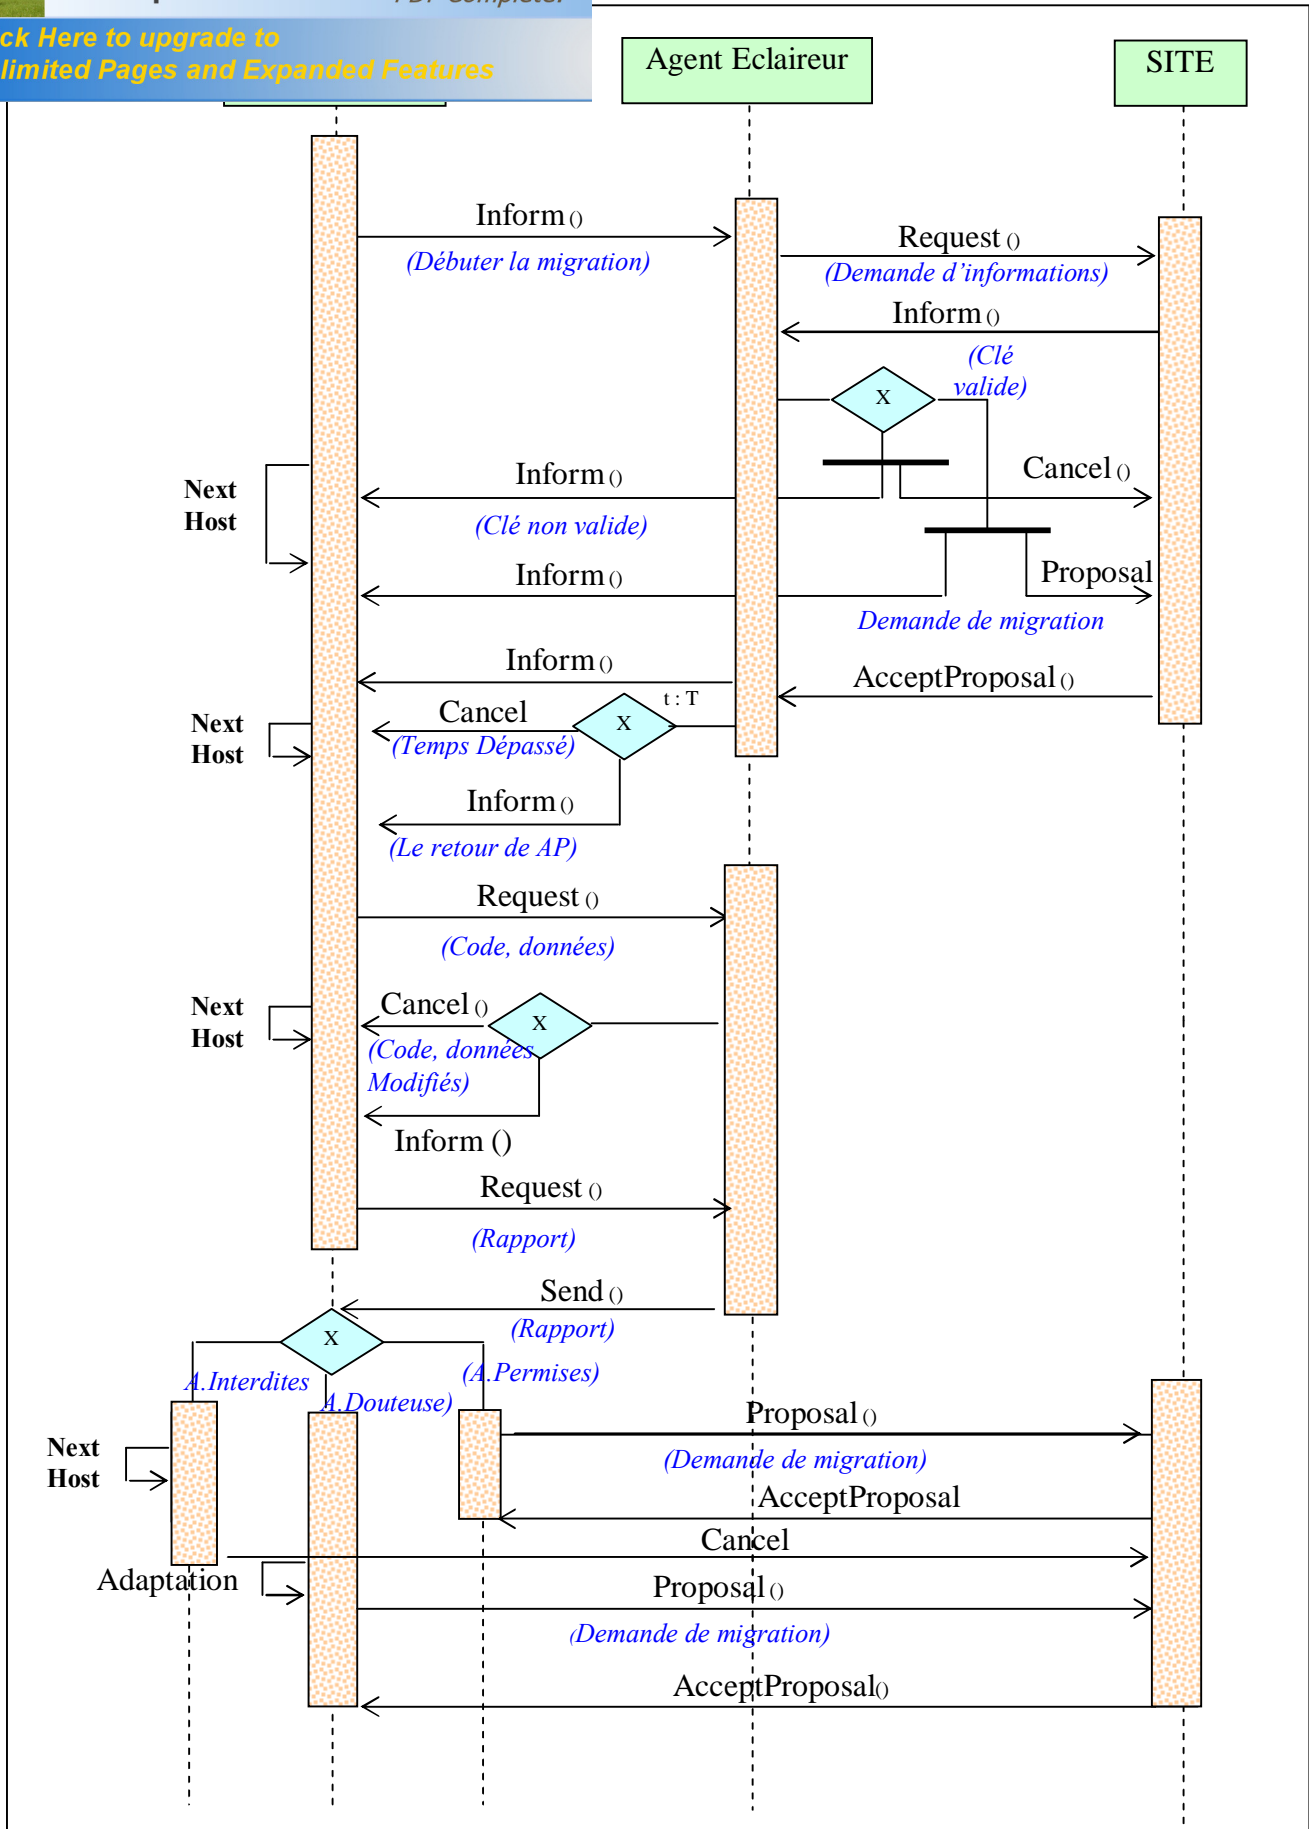 PDF Complete.
ck Here to upgrade to
limited Pages and Expanded Features
Agent Eclaireur
SITE
Inform ()
(Débuter la migration)
Request ()
(Demande d'informations)
Inform ()
(Clé
valide)
X
Next
Host
Inform ()
(Clé non valide)
Cancel ()
Inform ()
Proposal
Demande de migration
Inform ()
AcceptProposal ()
t : T
X
Next
Host
Cancel
(Temps Dépassé)
Inform ()
(Le retour de AP)
Request ()
(Code, données)
Next
Host
Cancel ()
X
(Code, données
Modifiés)
Inform ()
Request ()
(Rapport)
Send ()
(Rapport)
X
A.Interdites
A.Douteuse)
(A.Permises)
Proposal ()
(Demande de migration)
Next
Host
AcceptProposal
Cancel
Adaptation
Proposal ()
(Demande de migration)
AcceptProposal()